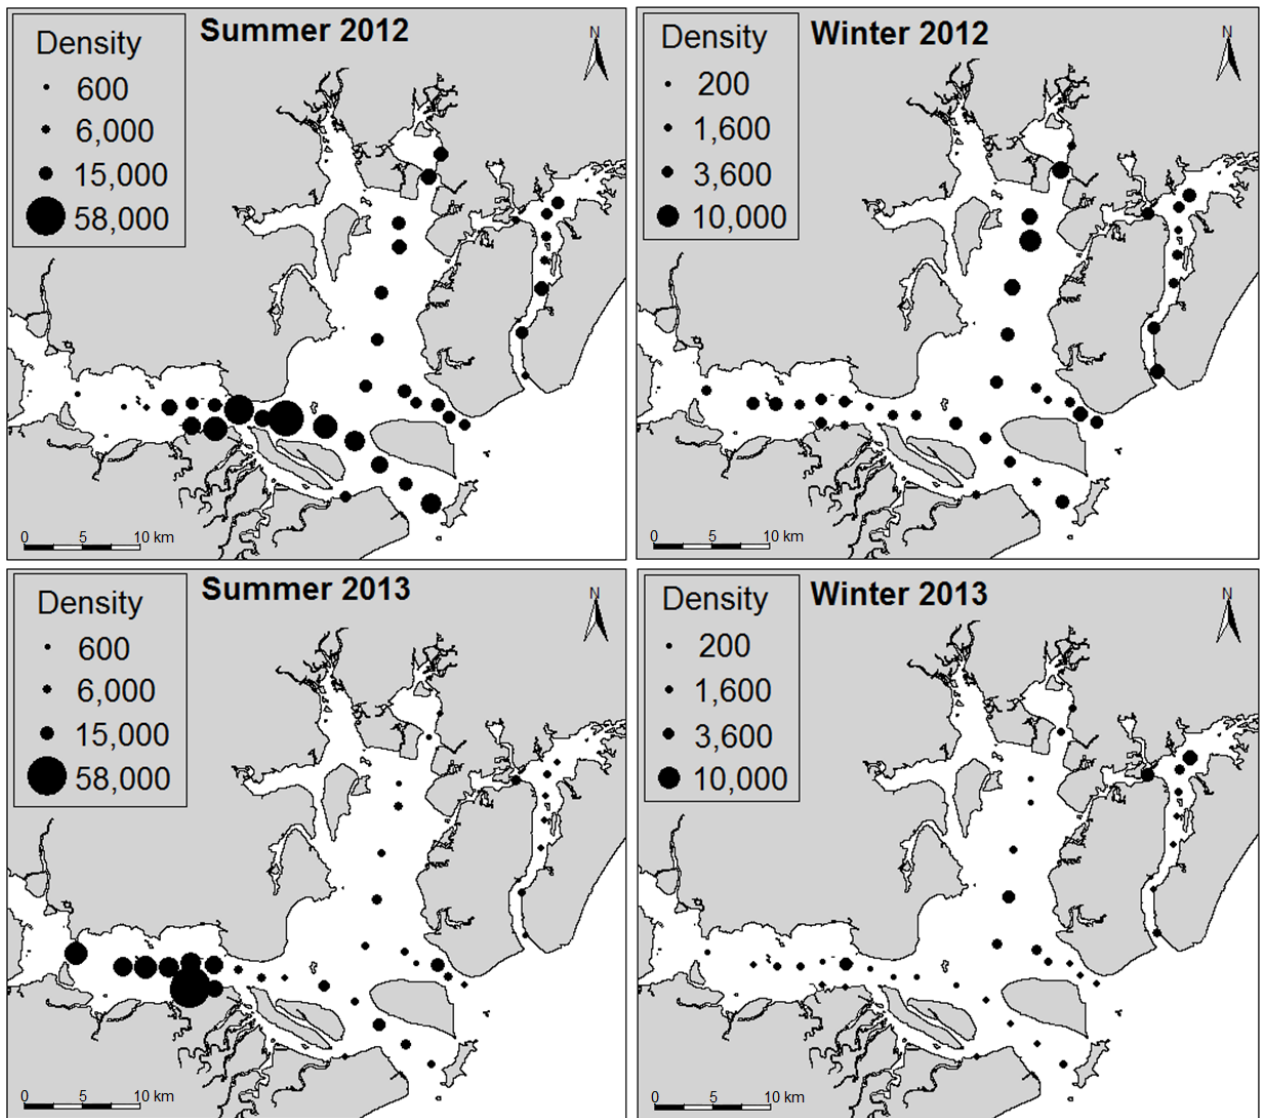 Summer 2012
Density
600
6,000
15,000
58,000
N
0 5 10 km
Winter 2012
Density
200
1,600
3,600
10,000
N
0 5 10 km
Summer 2013
Density
600
6,000
15,000
58,000
N
0 5 10 km
Winter 2013
Density
200
1,600
3,600
10,000
N
0 5 10 km